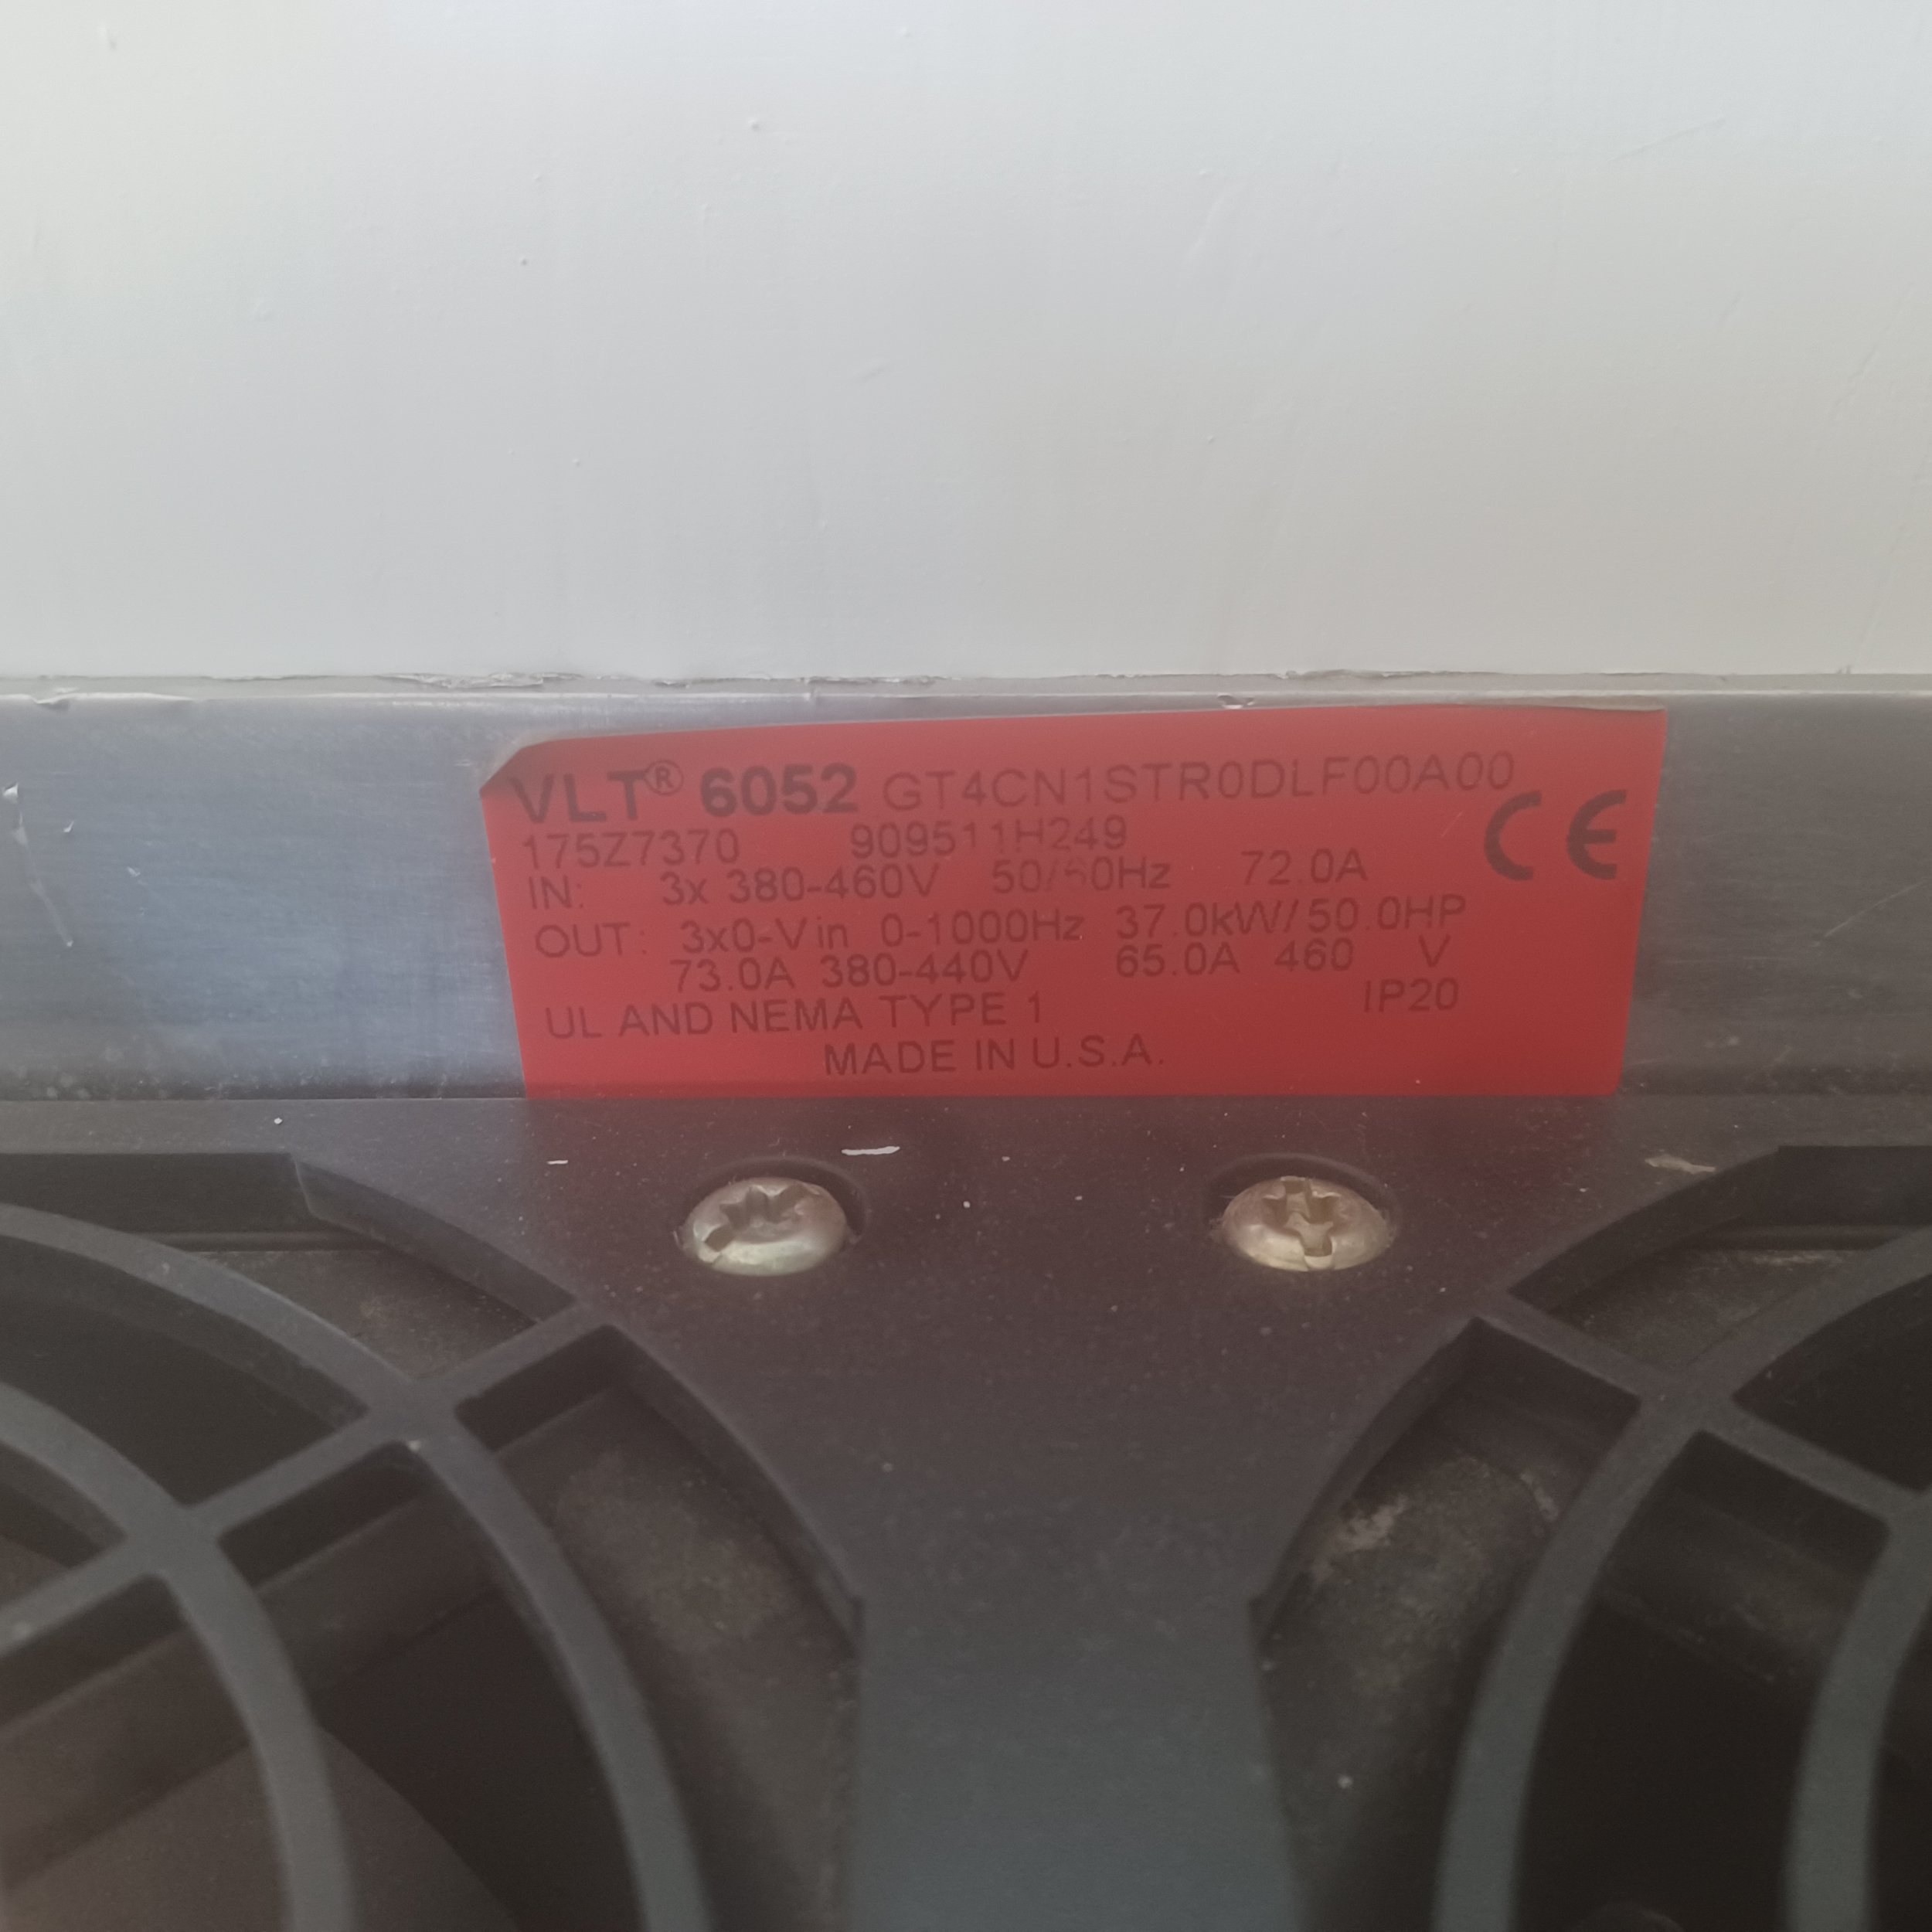 VLT® 6052 GT4CN1STR0DLF00A00
175Z7370 909511H249
IN: 3x 380-460V 50/60Hz 72.0A CE
OUT: 3x0-Vin 0-1000Hz 37.0kW/50.0HP
73.0A 380-440V 65.0A 460 V
UL AND NEMA TYPE 1 IP20
MADE IN U.S.A.